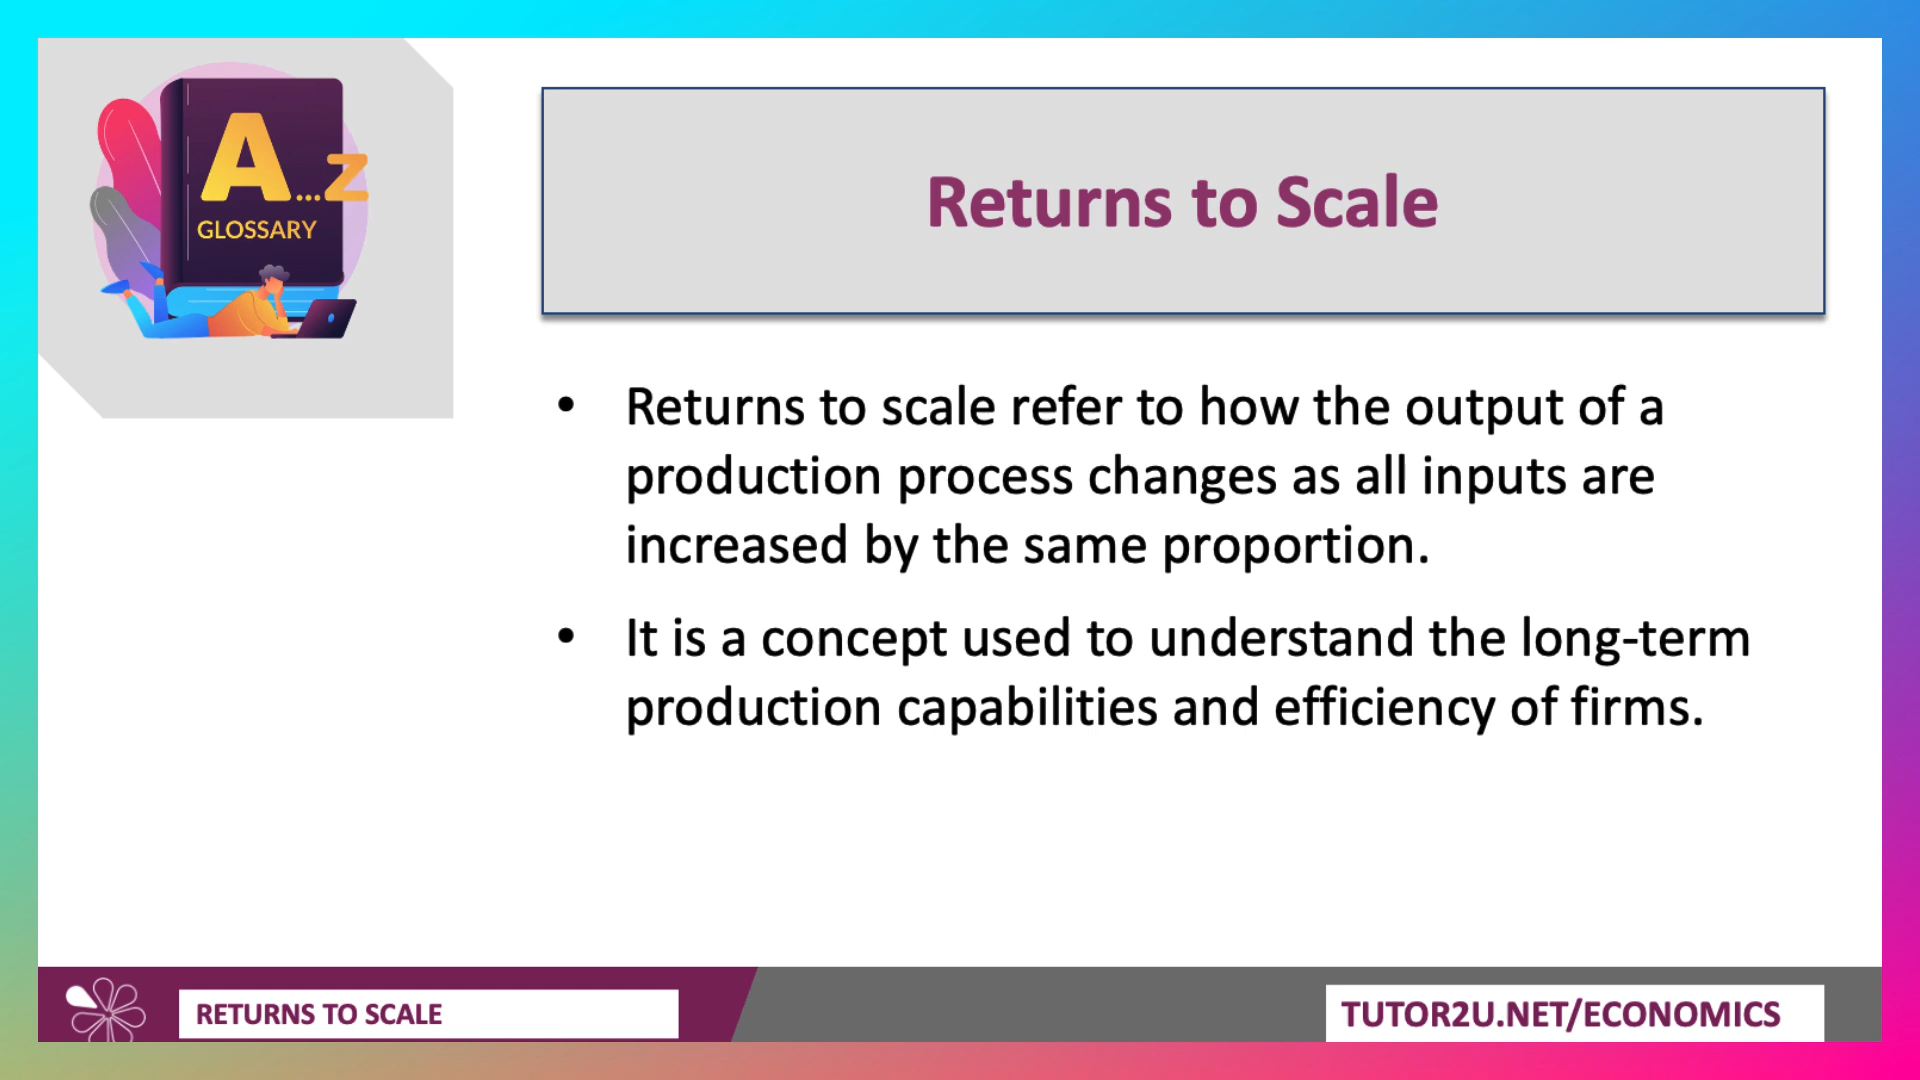 A...Z
GLOSSARY
Returns to Scale
• Returns to scale refer to how the output of a
production process changes as all inputs are
increased by the same proportion.
• It is a concept used to understand the long-term
production capabilities and efficiency of firms.
RETURNS TO SCALE
TUTOR2U.NET/ECONOMICS